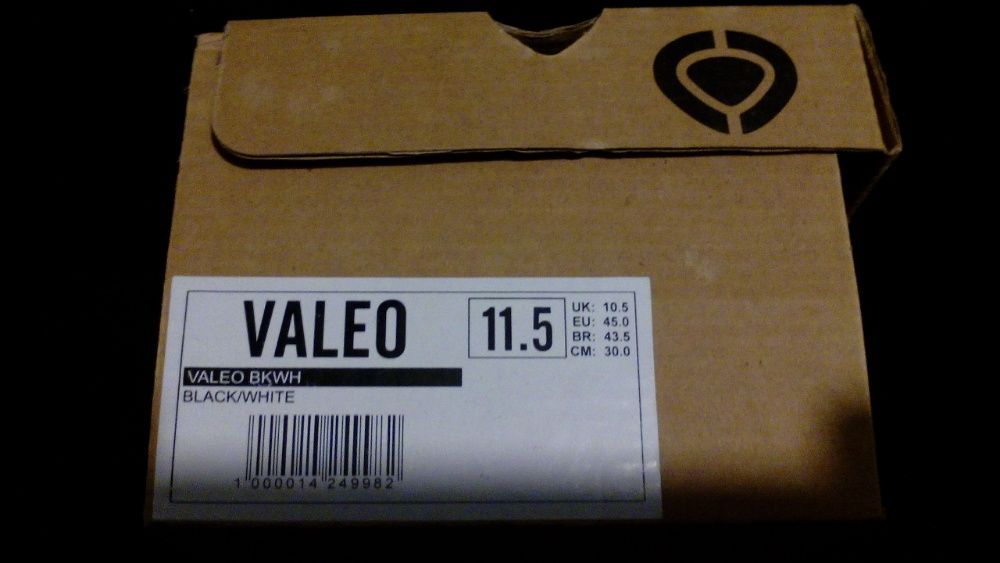 VALEO
11.5
UK: 10.5
EU: 45.0
BR: 43.5
CM: 30.0
VALEO BKWH
BLACK/WHITE
1 000014 249982